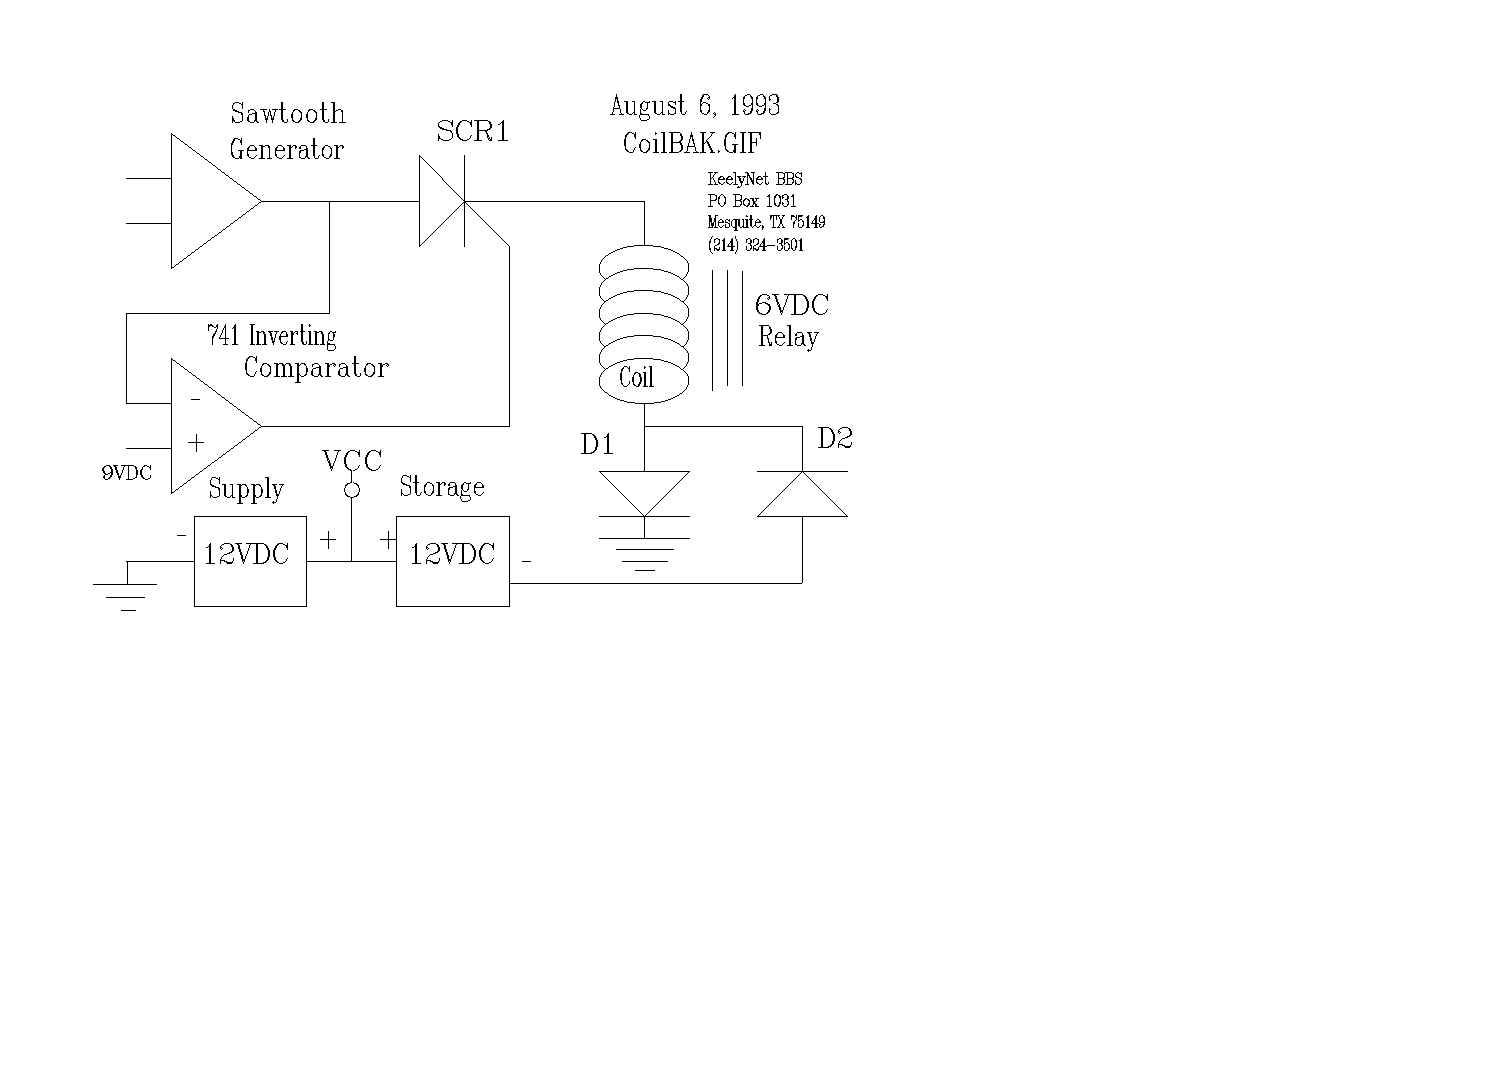 Sawtooth
Generator
SCR1
August 6, 1993
CoilBAK.GIF
KeelyNet BBS
PO Box 1031
Mesquite, TX 75149
(214) 324-3501
6VDC
Relay
741 Inverting
Comparator
-
+
9VDC
Coil
D1
D2
VCC
Supply
Storage
-
12VDC
+
+
12VDC
-